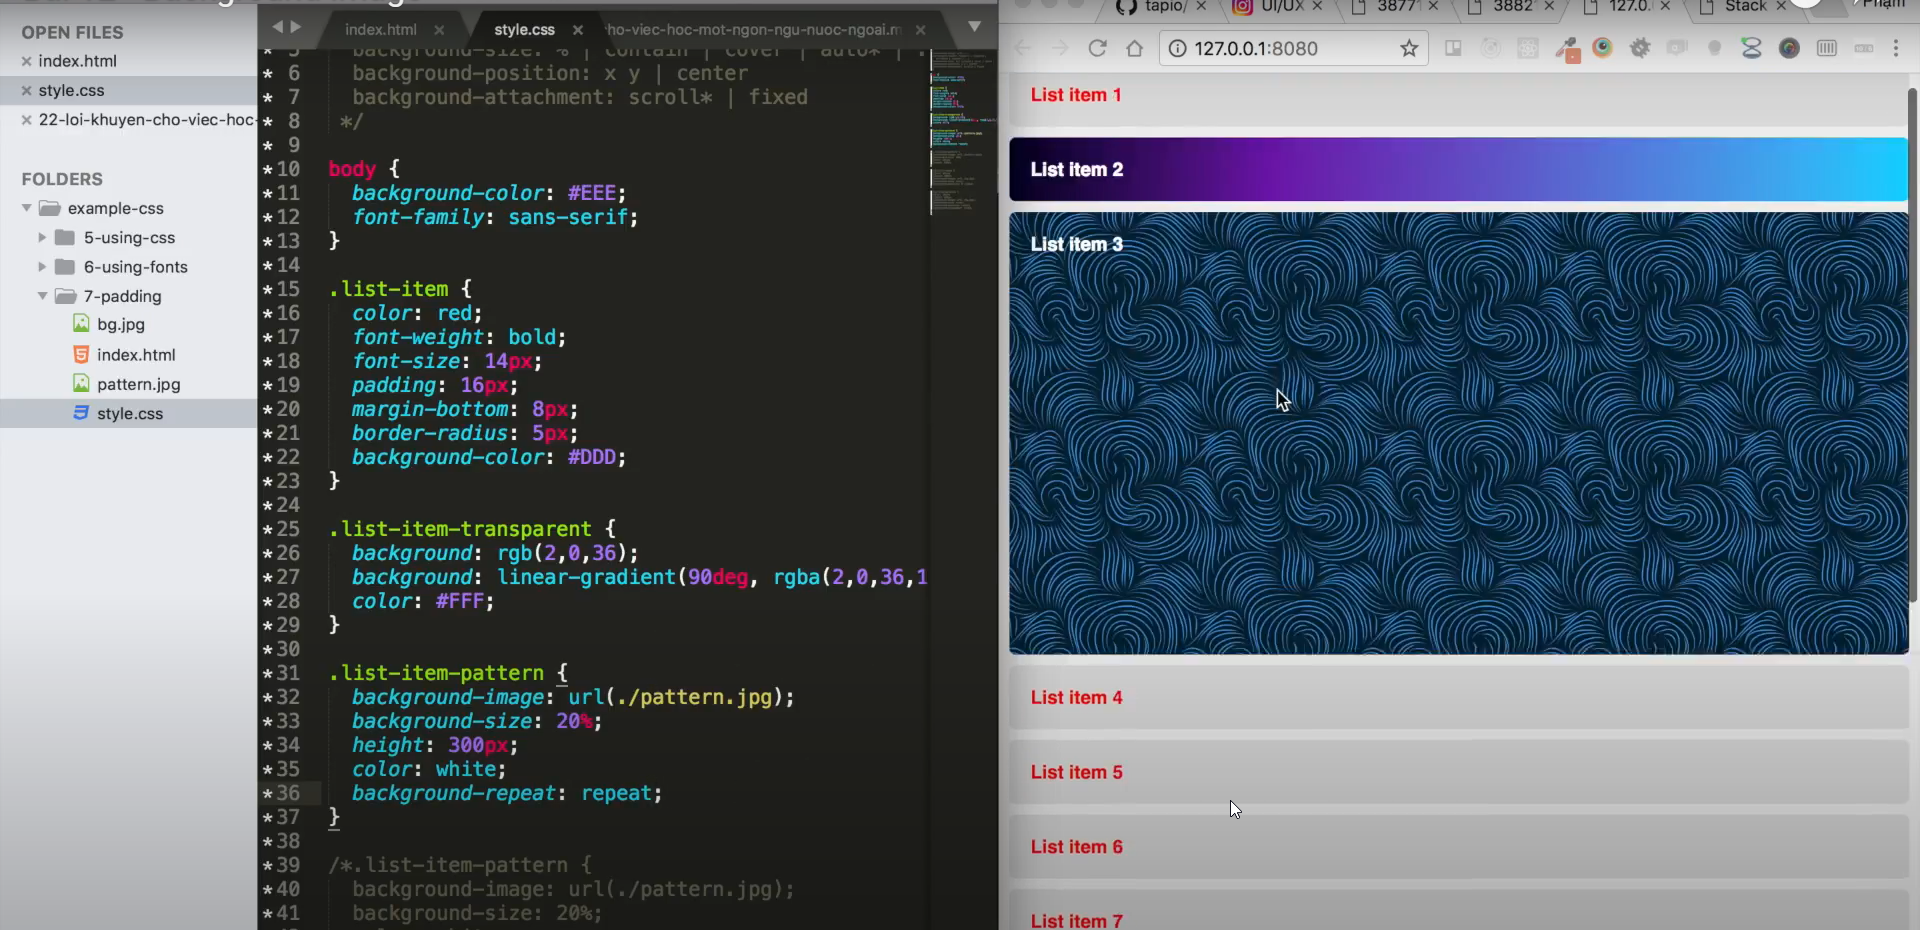 OPEN FILES
index.html
style.css
22-loi-khuyen-cho-viec-hoc-
FOLDERS
example-css
5-using-css
6-using-fonts
7-padding
bg.jpg
index.html
pattern.jpg
style.css
index.html
style.css
ho-viec-hoc-mot-ngon-ngu-nuoc-ngoai.m
background-size: % | contain | cover | auto* | .
6 background-position: x y | center
7 background-attachment: scroll* | fixed
8 */
9
10 body {
11 background-color: #EEE;
12 font-family: sans-serif;
13 }
14
15 .list-item {
16 color: red;
17 font-weight: bold;
18 font-size: 14px;
19 padding: 16px;
20 margin-bottom: 8px;
21 border-radius: 5px;
22 background-color: #DDD;
23 }
24
25 .list-item-transparent {
26 background: rgb(2,0,36);
27 background: linear-gradient(90deg, rgba(2,0,36,1
28 color: #FFF;
29 }
30
31 .list-item-pattern {
32 background-image: url(./pattern.jpg);
33 background-size: 20%;
34 height: 300px;
35 color: white;
36 background-repeat: repeat;
37 }
38
39 /*.list-item-pattern {
40 background-image: url(./pattern.jpg);
41 background-size: 20%;
tapio/
UI/UX
3877
3882
127.0.
Stack
Phạm
127.0.0.1:8080
List item 1
List item 2
List item 3
List item 4
List item 5
List item 6
List item 7